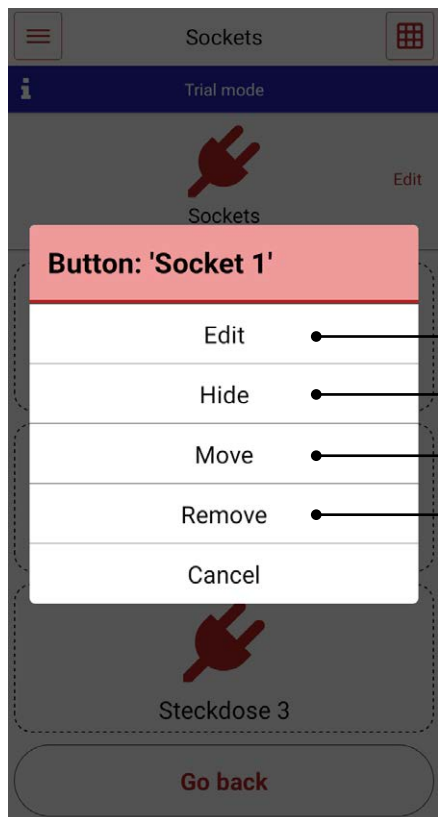 Sockets
i
Trial mode
Edit
Sockets
Button: 'Socket 1'
Edit
Hide
Move
Remove
Cancel
Steckdose 3
Go back